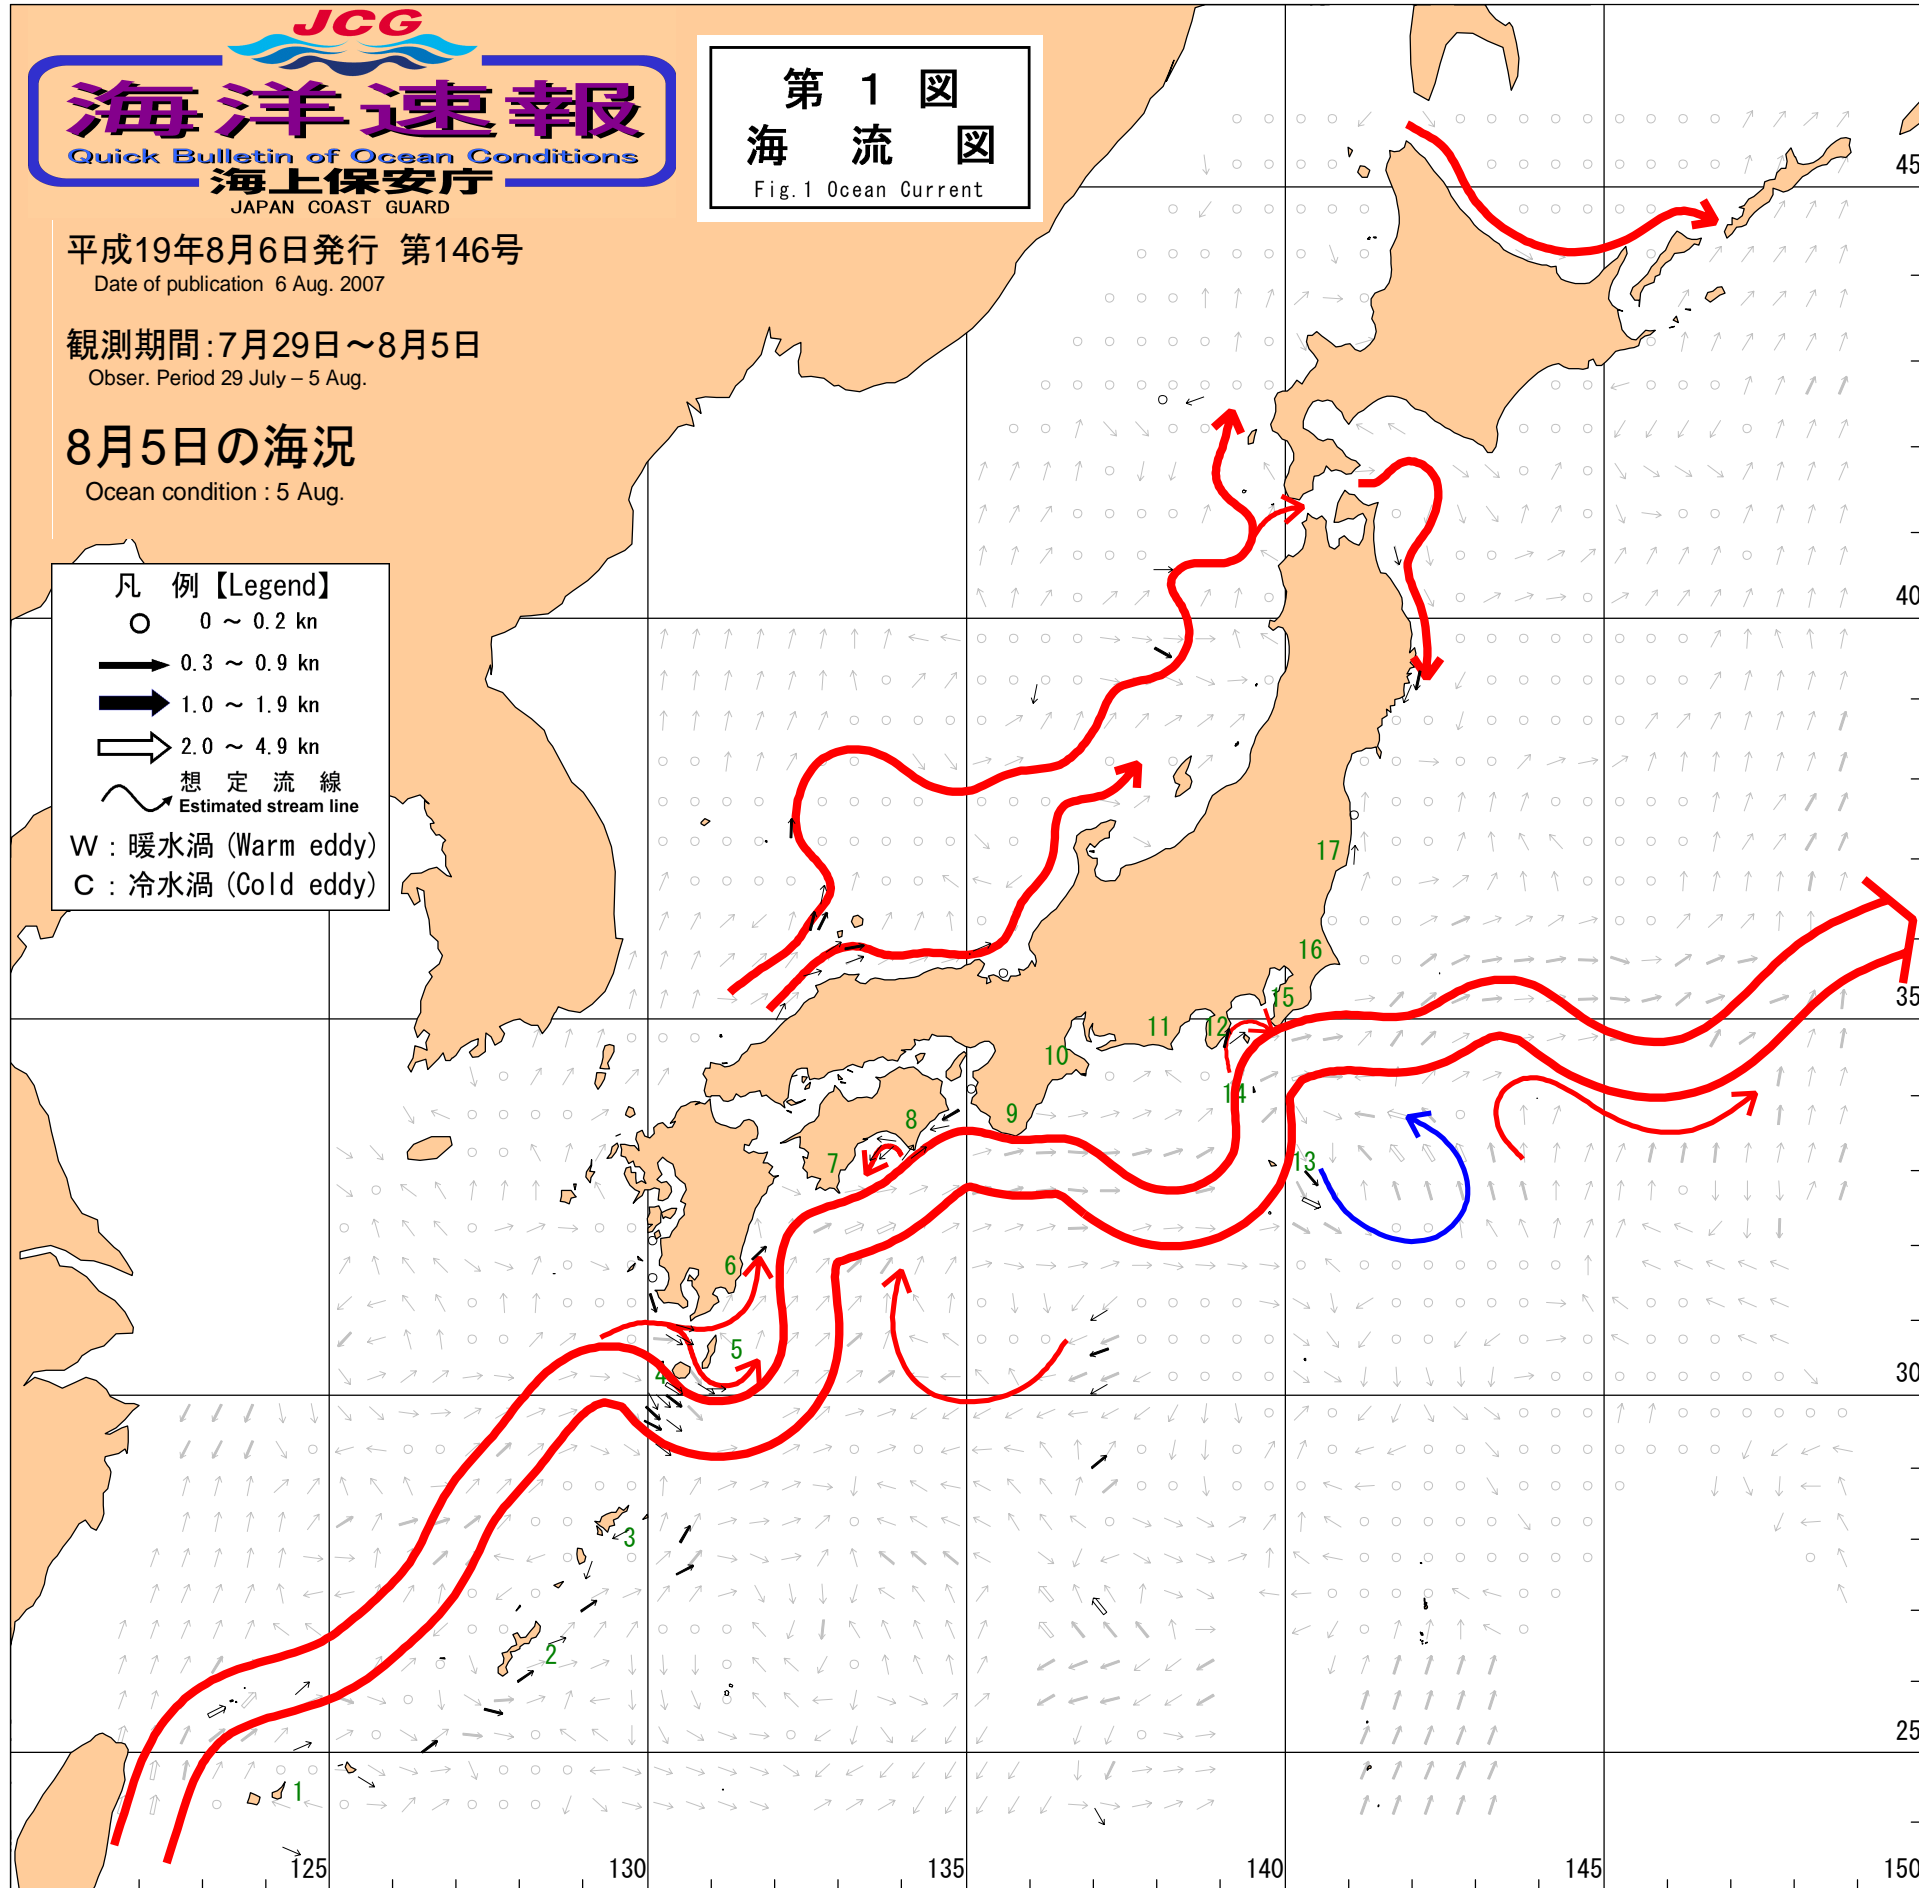 JCG
海洋速報
Quick Bulletin of Ocean Conditions
海上保安庁
JAPAN COAST GUARD
第 1 図
海 流 図
Fig.1 Ocean Current
平成19年8月6日発行 第146号
Date of publication 6 Aug. 2007
観測期間:7月29日～8月5日
Obser. Period 29 July – 5 Aug.
8月5日の海況
Ocean condition : 5 Aug.
凡 例【Legend】
0 ～ 0.2 kn
0.3 ～ 0.9 kn
1.0 ～ 1.9 kn
2.0 ～ 4.9 kn
想 定 流 線
Estimated stream line
W : 暖水渦 (Warm eddy)
C : 冷水渦 (Cold eddy)
45
40
17
16
35
15
12
11
10
14
9
8
7
13
6
5
4
30
3
2
25
1
125
130
135
140
145
150